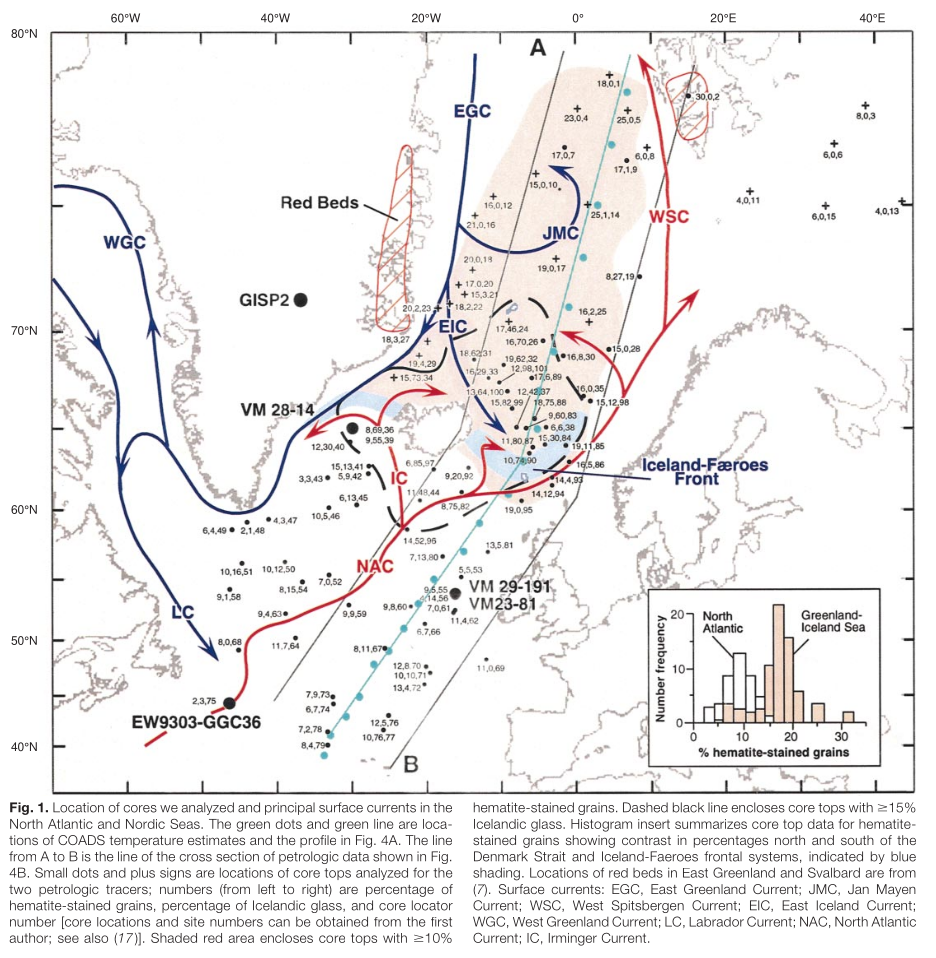 60°W 40°W 20°W 0° 20°E 40°E
80°N
A
18,0,1
30,0,2
EGC
23,0,4
25,0,5
8,0,3
17,0,7
6,0,8
6,0,6
17,1,9
15,0,10
4,0,11
16,0,12
Red Beds
25,1,14
6,0,15
4,0,13
21,0,16
WSC
JMC
WGC
20,0,18
19,0,17
8,27,19
17,0,20
15,3,21
GISP2
20,2,23
18,2,22
16,2,25
70°N
EIC
17,46,24
18,3,27
16,70,26
15,0,28
18,62,31
19,4,29
19,62,32
16,8,30
16,29,33
12,98,101
15,73,34
17,6,89
13,64,100
12,42,37
16,0,35
15,82,99
18,75,88
15,12,98
VM 28-14
9,60,83
8,69,36
6,6,38
9,55,39
11,80,87
15,30,84
12,30,40
19,11,85
10,74,90
6,85,97
16,5,86
Iceland-Færoes
Front
15,13,41
9,20,92
3,3,43
5,9,42
IC
14,4,93
11,48,44
14,12,94
6,13,45
8,75,82
60°N
10,5,46
19,0,95
4,3,47
6,4,49
2,1,48
14,52,96
13,5,81
7,13,80
10,16,51
10,12,50
NAC
5,5,53
7,0,52
8,15,54
9,5,55
VM 29-191
9,1,58
4,14,56
VM23-81
9,9,59
9,8,60
7,0,61
LC
9,4,63
11,4,62
6,7,66
50°N
8,0,68
11,7,64
8,11,67
11,0,69
12,8,70
10,10,71
13,4,72
2,3,75
7,9,73
6,7,74
EW9303-GGC36
12,5,76
7,2,78
10,76,77
40°N
8,4,79
B
20
North
Atlantic
Greenland-
Iceland Sea
Number frequency
10
0
0 10 20 30
% hematite-stained grains
Fig. 1. Location of cores we analyzed and principal surface currents in the
North Atlantic and Nordic Seas. The green dots and green line are loca-
tions of COADS temperature estimates and the profile in Fig. 4A. The line
from A to B is the line of the cross section of petrologic data shown in Fig.
4B. Small dots and plus signs are locations of core tops analyzed for the
two petrologic tracers; numbers (from left to right) are percentage of
hematite-stained grains, percentage of Icelandic glass, and core locator
number [core locations and site numbers can be obtained from the first
author; see also (17)]. Shaded red area encloses core tops with ≥10%
hematite-stained grains. Dashed black line encloses core tops with ≥15%
Icelandic glass. Histogram insert summarizes core top data for hematite-
stained grains showing contrast in percentages north and south of the
Denmark Strait and Iceland-Faeroes frontal systems, indicated by blue
shading. Locations of red beds in East Greenland and Svalbard are from
(7). Surface currents: EGC, East Greenland Current; JMC, Jan Mayen
Current; WSC, West Spitsbergen Current; EIC, East Iceland Current;
WGC, West Greenland Current; LC, Labrador Current; NAC, North Atlantic
Current; IC, Irminger Current.